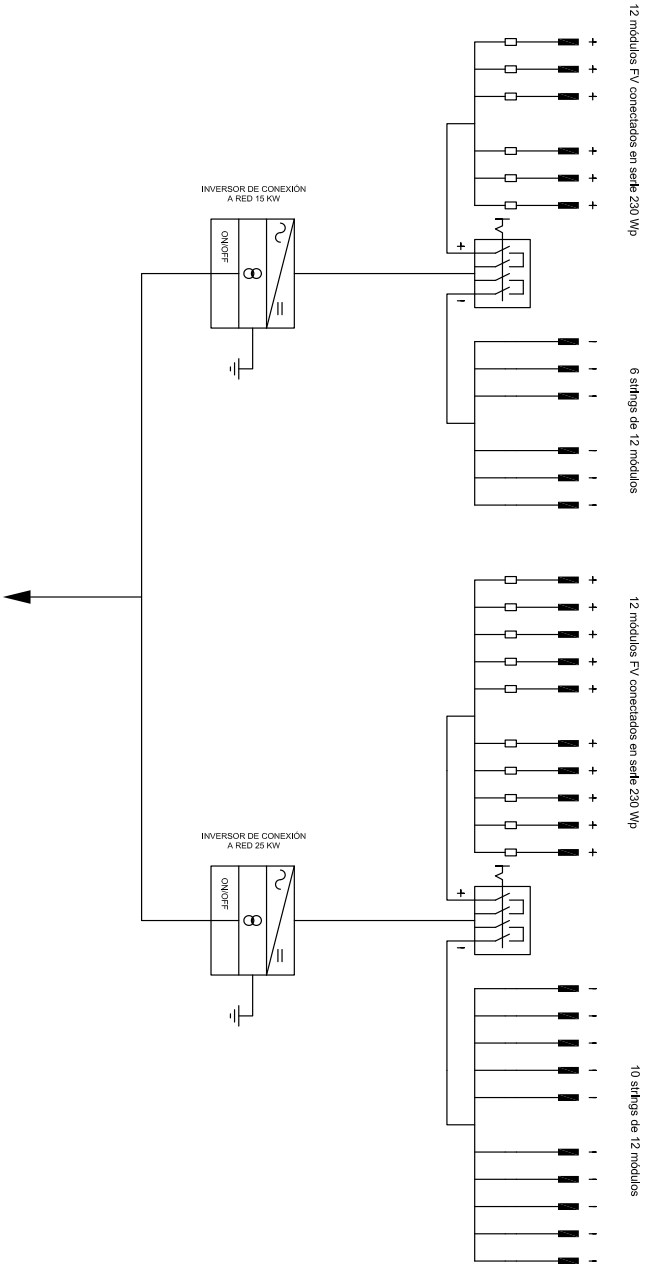 12 módulos FV conectados en serie 230 Wp
6 strings de 12 módulos
12 módulos FV conectados en serie 230 Wp
10 strings de 12 módulos
+ + + + + +
- - - - - -
+ + + + + + + + + +
- - - - - - - - - -
+
-
+
-
INVERSOR DE CONEXIÓN
A RED 15 KW
ON/OFF
INVERSOR DE CONEXIÓN
A RED 25 KW
ON/OFF